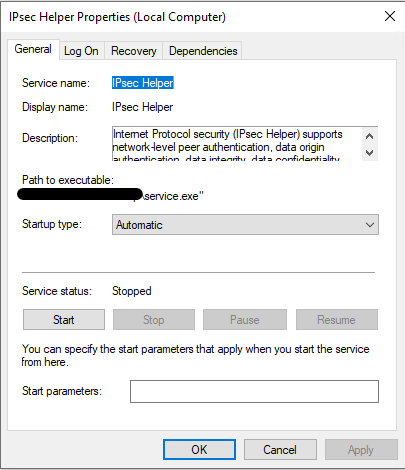 IPsec Helper Properties (Local Computer)
General Log On Recovery Dependencies
Service name: IPsec Helper
Display name: IPsec Helper
Description: Internet Protocol security (IPsec Helper) supports
network-level peer authentication, data origin
authentication, data integrity, data confidentiality
Path to executable:
\service.exe"
Startup type: Automatic
Service status: Stopped
Start Stop Pause Resume
You can specify the start parameters that apply when you start the service
from here.
Start parameters:
OK Cancel Apply